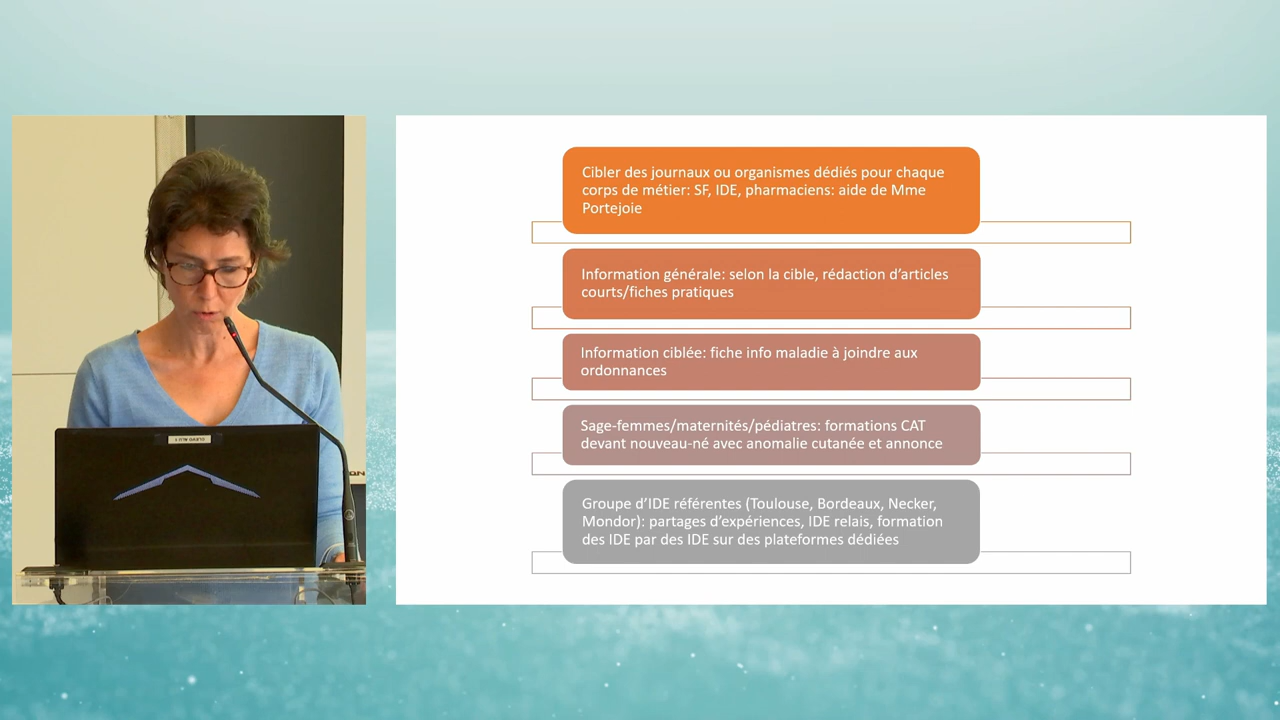 Cibler des journaux ou organismes dédiés pour chaque
corps de métier: SF, IDE, pharmaciens: aide de Mme
Portejoie
Information générale: selon la cible, rédaction d'articles
courts/fiches pratiques
Information ciblée: fiche info maladie à joindre aux
ordonnances
Sage-femmes/maternités/pédiatres: formations CAT
devant nouveau-né avec anomalie cutanée et annonce
Groupe d'IDE référentes (Toulouse, Bordeaux, Necker,
Mondor): partages d'expériences, IDE relais, formation
des IDE par des IDE sur des plateformes dédiées